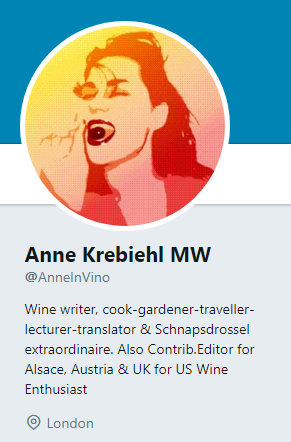 Anne Krebiehl MW
@AnneInVino
Wine writer, cook-gardener-traveller-
lecturer-translator & Schnapsdrossel
extraordinaire. Also Contrib.Editor for
Alsace, Austria & UK for US Wine
Enthusiast
London